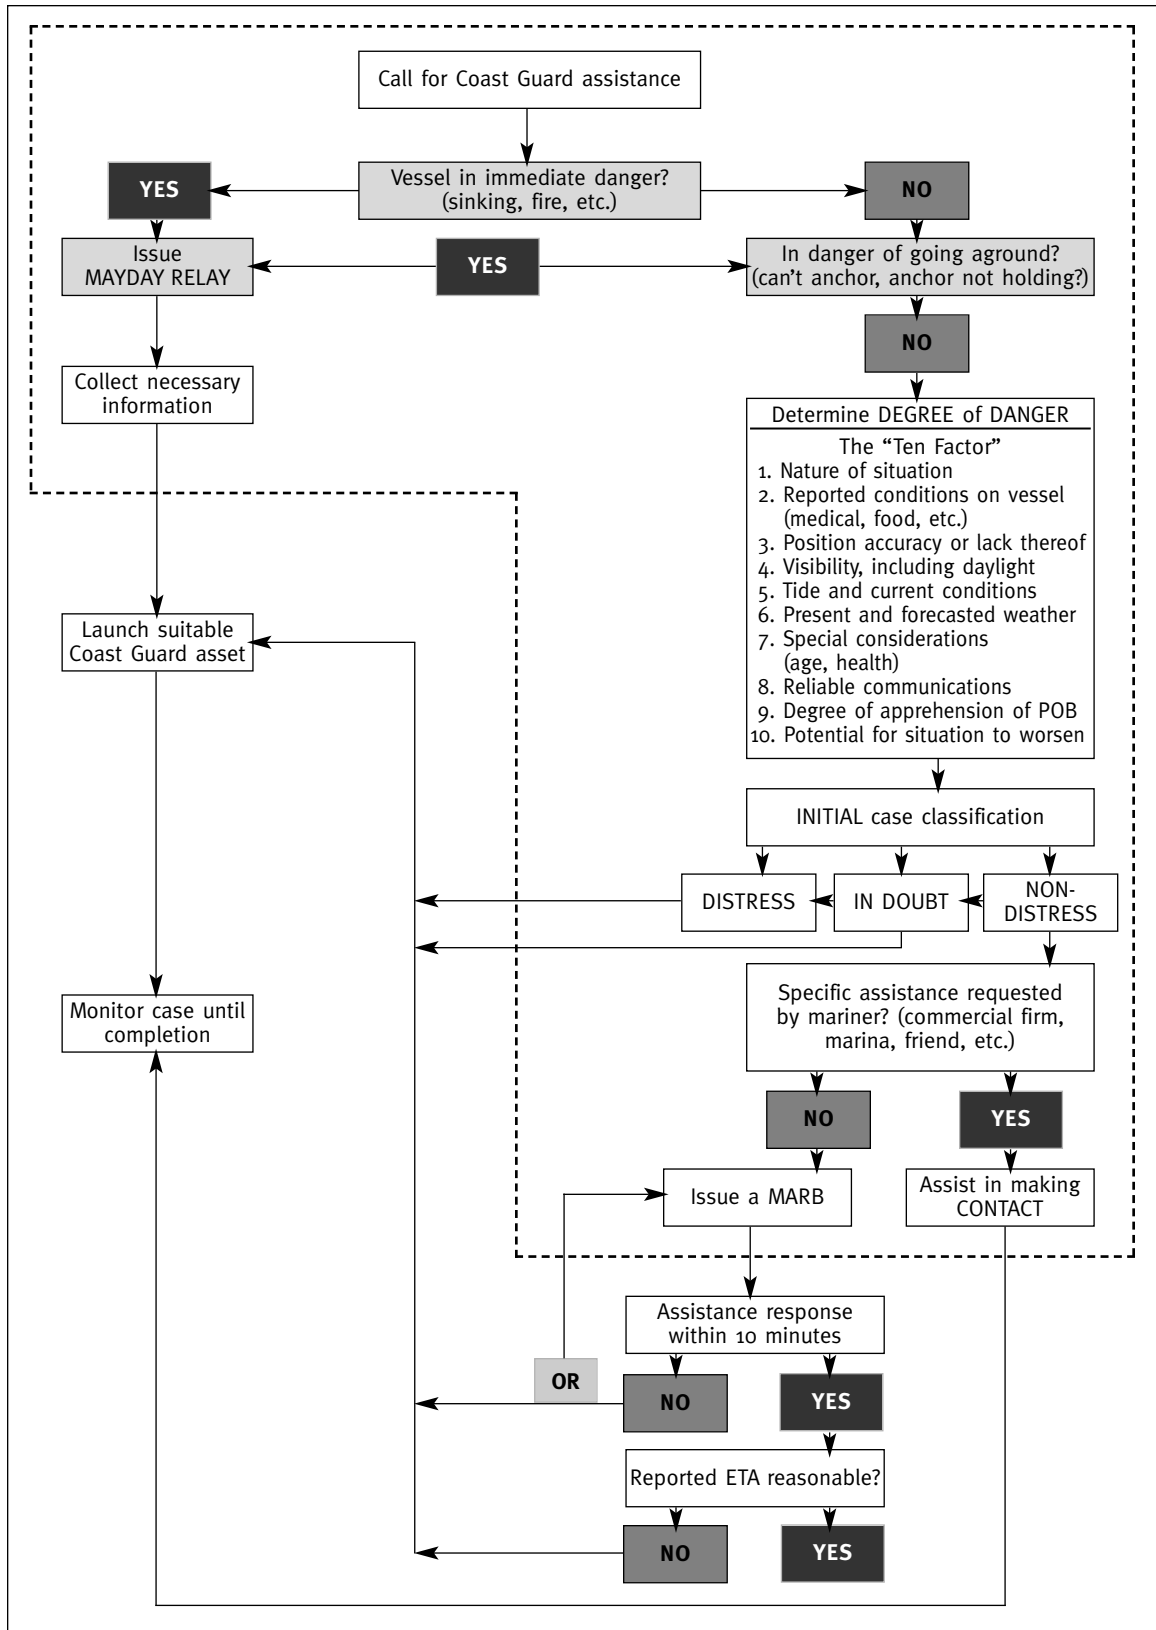 Call for Coast Guard assistance
YES
Vessel in immediate danger?
(sinking, fire, etc.)
NO
Issue
MAYDAY RELAY
YES
In danger of going aground?
(can't anchor, anchor not holding?)
NO
Collect necessary
information
Determine DEGREE of DANGER
The “Ten Factor”
1. Nature of situation
2. Reported conditions on vessel
(medical, food, etc.)
3. Position accuracy or lack thereof
4. Visibility, including daylight
5. Tide and current conditions
6. Present and forecasted weather
7. Special considerations
(age, health)
8. Reliable communications
9. Degree of apprehension of POB
10. Potential for situation to worsen
Launch suitable
Coast Guard asset
INITIAL case classification
DISTRESS
IN DOUBT
NON-
DISTRESS
Monitor case until
completion
Specific assistance requested
by mariner? (commercial firm,
marina, friend, etc.)
NO
YES
Issue a MARB
Assist in making
CONTACT
Assistance response
within 10 minutes
OR
NO
YES
Reported ETA reasonable?
NO
YES